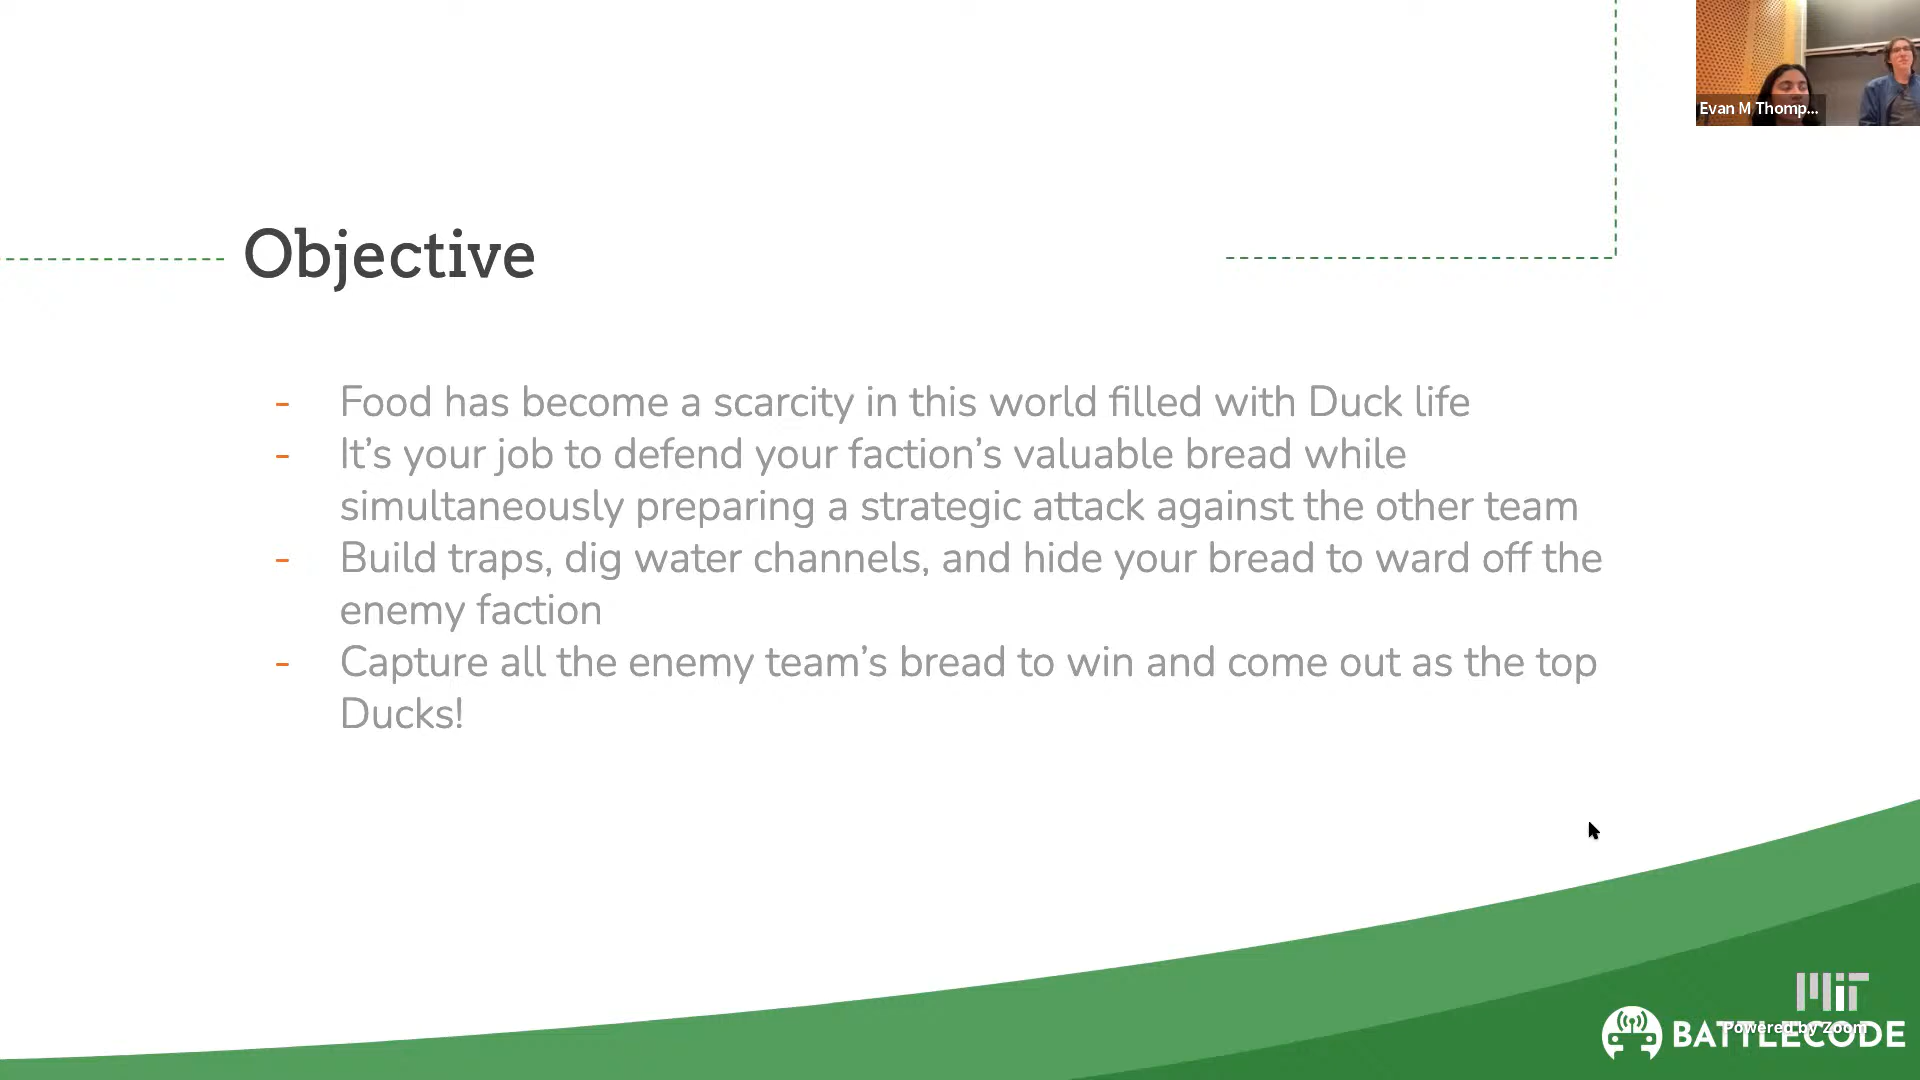 Evan M Thomp...
Objective
- Food has become a scarcity in this world filled with Duck life
- It’s your job to defend your faction’s valuable bread while
simultaneously preparing a strategic attack against the other team
- Build traps, dig water channels, and hide your bread to ward off the
enemy faction
- Capture all the enemy team’s bread to win and come out as the top
Ducks!
MIT
Powered by Zoom
BATTLECODE